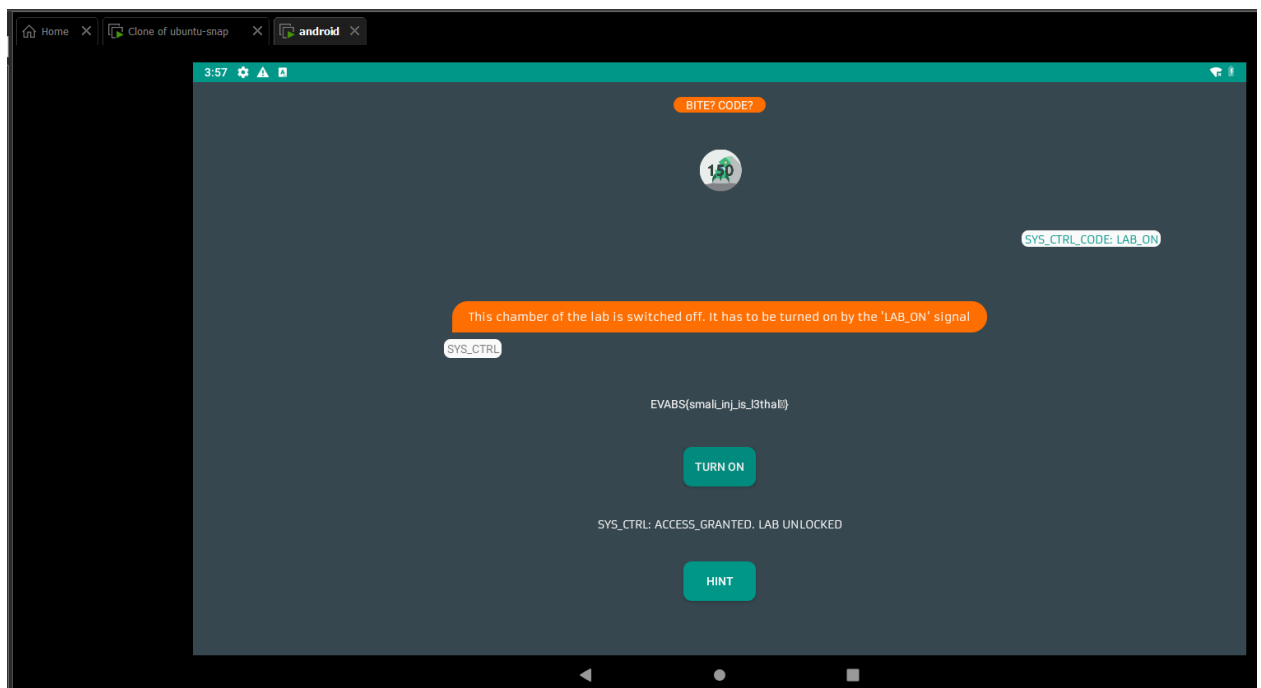 Home
Clone of ubuntu-snap
android
3:57
BITE? CODE?
150
SYS_CTRL_CODE: LAB_ON
This chamber of the lab is switched off. It has to be turned on by the 'LAB_ON' signal
SYS_CTRL
EVABS{smali_inj_is_l3thal}
TURN ON
SYS_CTRL: ACCESS_GRANTED. LAB UNLOCKED
HINT